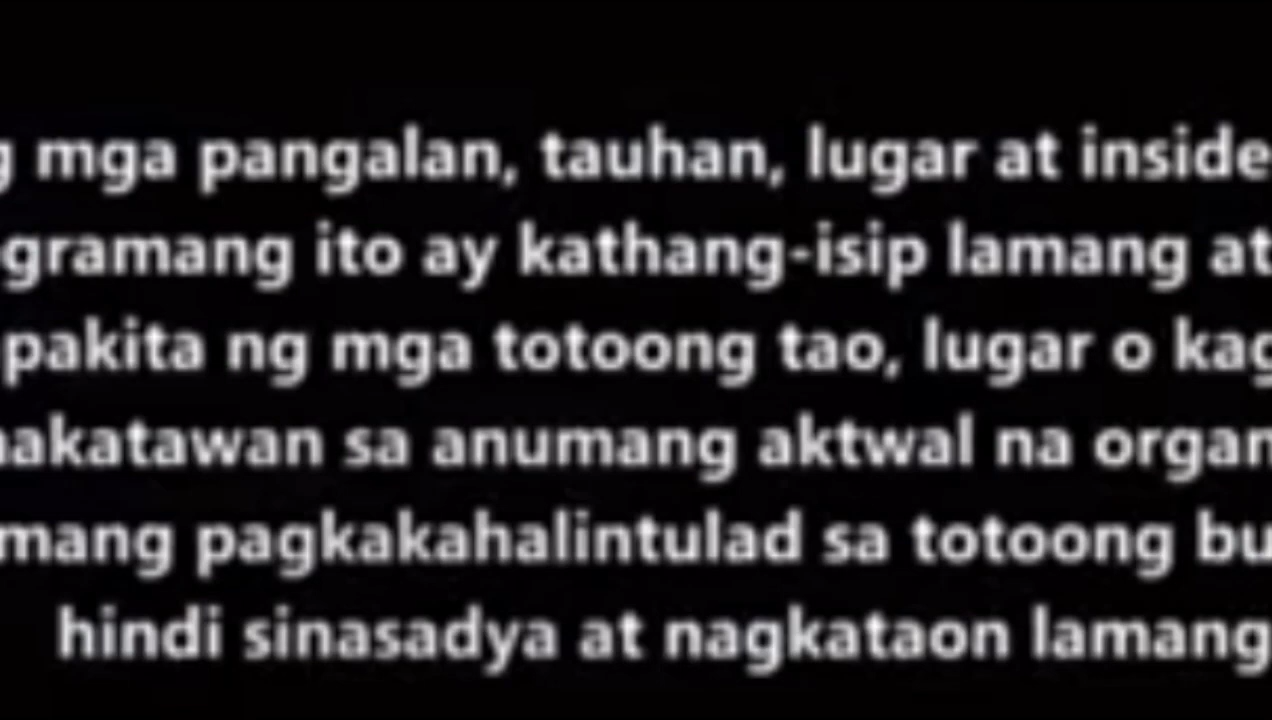 g mga pangalan, tauhan, lugar at inside
gramang ito ay kathang-isip lamang at
pakita ng mga totoong tao, lugar o kag
akatawan sa anumang aktwal na organ
mang pagkakahalintulad sa totoong bu
hindi sinasadya at nagkataon lamang